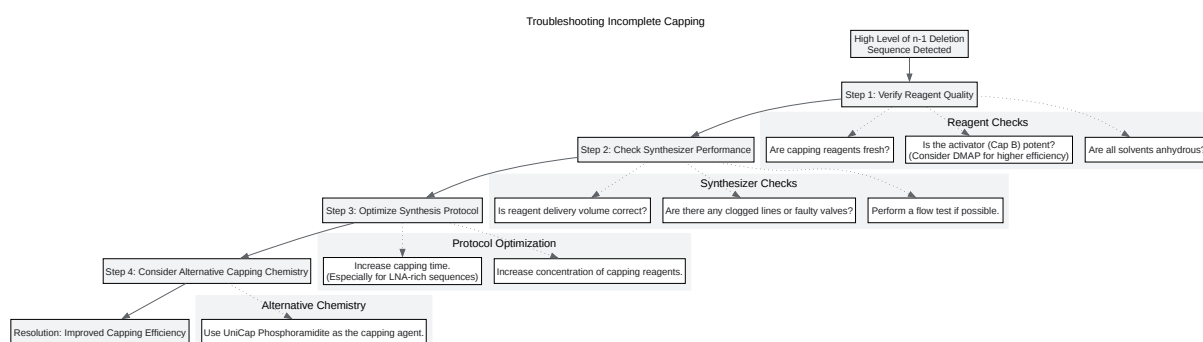 Troubleshooting Incomplete Capping
High Level of n-1 Deletion
Sequence Detected
Step 1: Verify Reagent Quality
Reagent Checks
Are capping reagents fresh?
Is the activator (Cap B) potent?
(Consider DMAP for higher efficiency)
Are all solvents anhydrous?
Step 2: Check Synthesizer Performance
Synthesizer Checks
Is reagent delivery volume correct?
Are there any clogged lines or faulty valves?
Perform a flow test if possible.
Step 3: Optimize Synthesis Protocol
Protocol Optimization
Increase capping time.
(Especially for LNA-rich sequences)
Increase concentration of capping reagents.
Step 4: Consider Alternative Capping Chemistry
Alternative Chemistry
Use UniCap Phosphoramidite as the capping agent.
Resolution: Improved Capping Efficiency